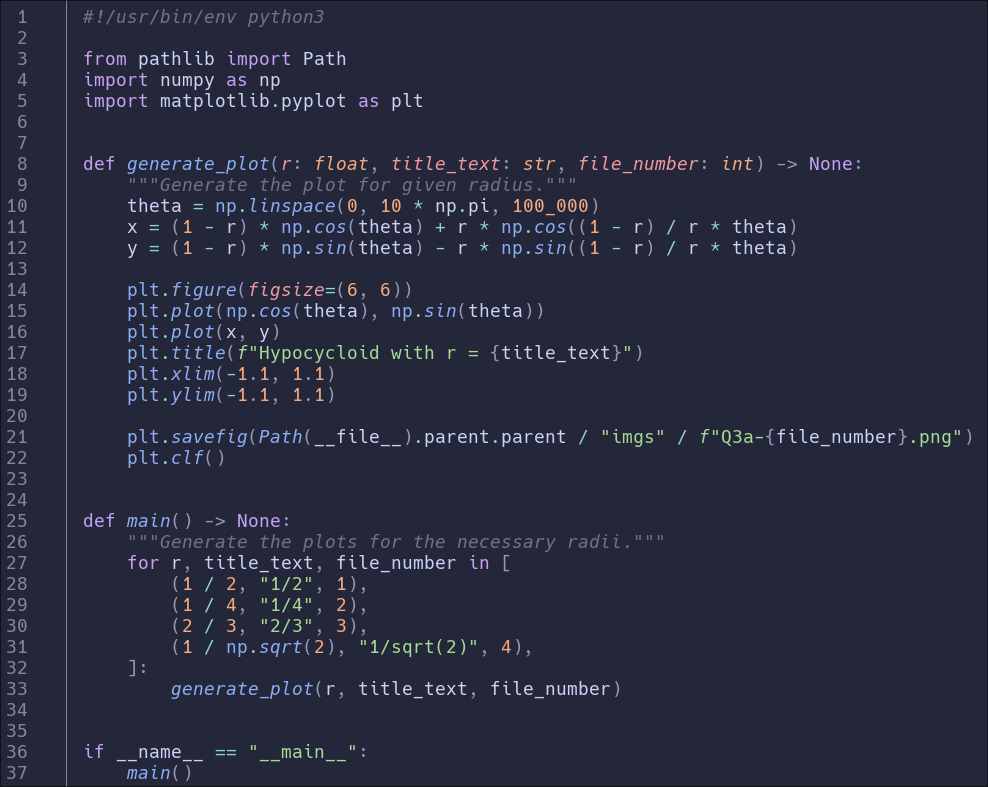 1 #!/usr/bin/env python3
2
3 from pathlib import Path
4 import numpy as np
5 import matplotlib.pyplot as plt
6
7
8 def generate_plot(r: float, title_text: str, file_number: int) -> None:
9     """Generate the plot for given radius."""
10     theta = np.linspace(0, 10 * np.pi, 100_000)
11     x = (1 - r) * np.cos(theta) + r * np.cos((1 - r) / r * theta)
12     y = (1 - r) * np.sin(theta) - r * np.sin((1 - r) / r * theta)
13
14     plt.figure(figsize=(6, 6))
15     plt.plot(np.cos(theta), np.sin(theta))
16     plt.plot(x, y)
17     plt.title(f"Hypocycloid with r = {title_text}")
18     plt.xlim(-1.1, 1.1)
19     plt.ylim(-1.1, 1.1)
20
21     plt.savefig(Path(__file__).parent.parent / "imgs" / f"Q3a-{file_number}.png")
22     plt.clf()
23
24
25 def main() -> None:
26     """Generate the plots for the necessary radii."""
27     for r, title_text, file_number in [
28         (1 / 2, "1/2", 1),
29         (1 / 4, "1/4", 2),
30         (2 / 3, "2/3", 3),
31         (1 / np.sqrt(2), "1/sqrt(2)", 4),
32     ]:
33         generate_plot(r, title_text, file_number)
34
35
36 if __name__ == "__main__":
37     main()